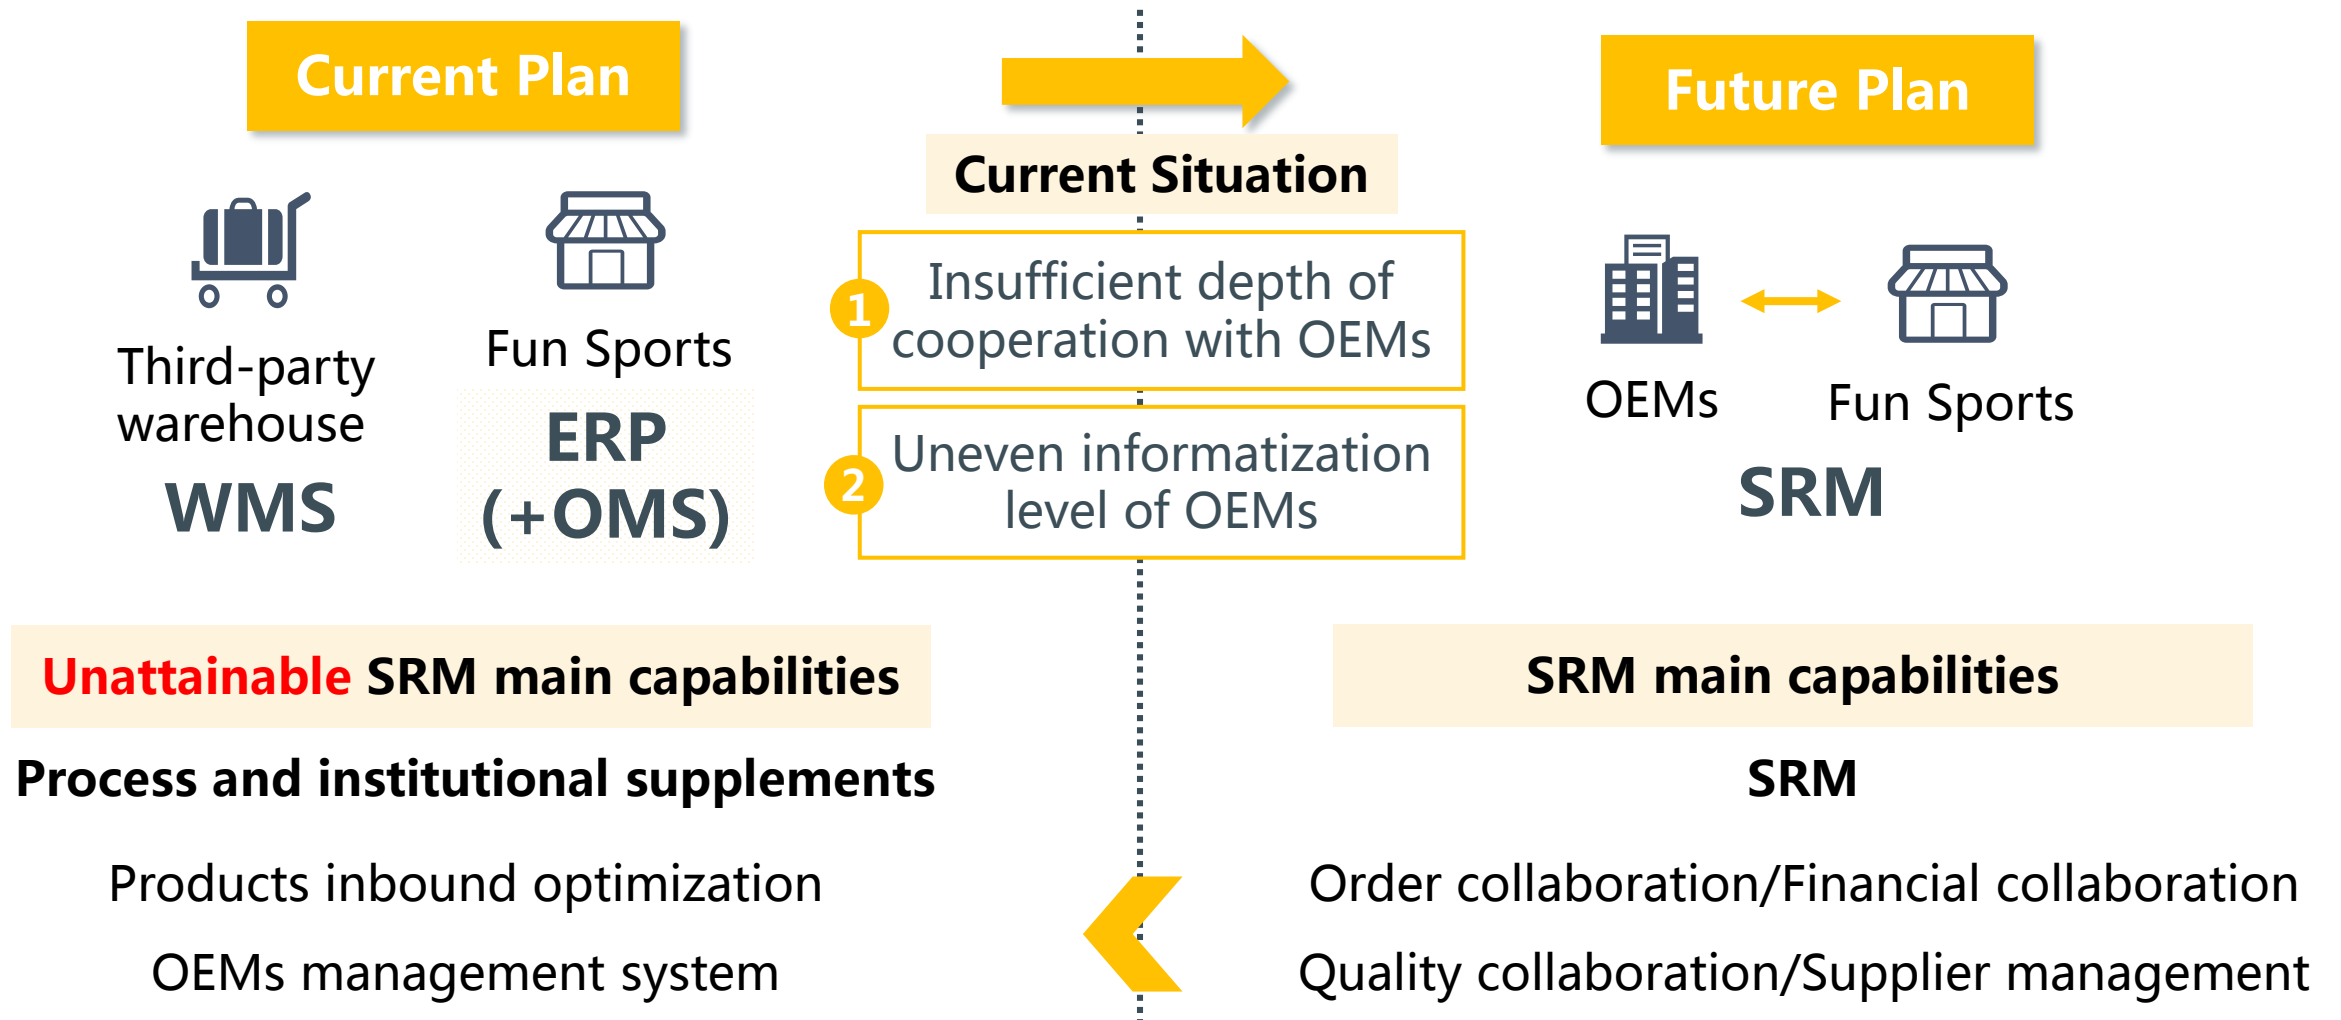 Current Plan
Third-party
warehouse
WMS
Fun Sports
ERP
(+OMS)
Current Situation
1
Insufficient depth of
cooperation with OEMs
2
Uneven informatization
level of OEMs
Future Plan
OEMs
Fun Sports
SRM
Unattainable SRM main capabilities
Process and institutional supplements
Products inbound optimization
OEMs management system
SRM main capabilities
SRM
Order collaboration/Financial collaboration
Quality collaboration/Supplier management